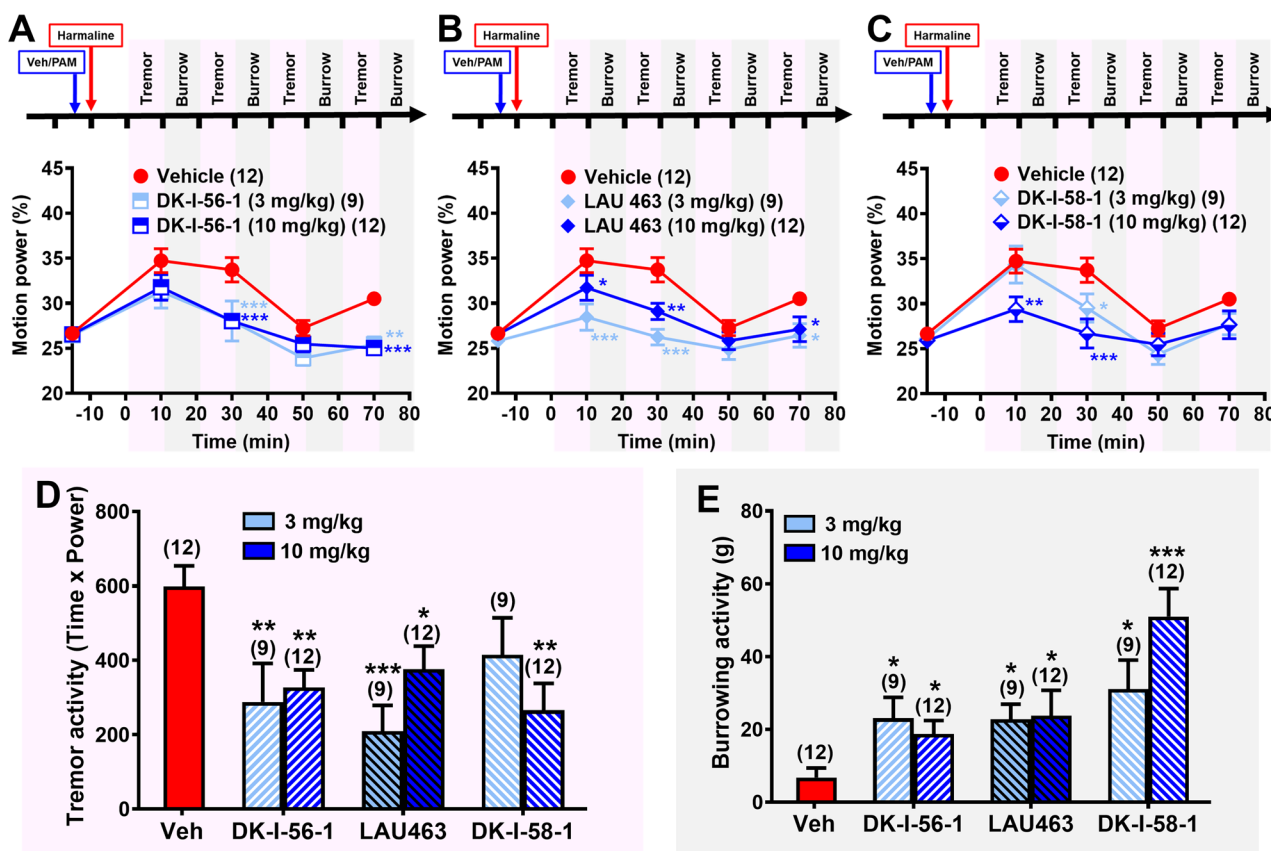 A
Harmaline
Veh/PAM
Tremor Burrow Tremor Burrow Tremor Burrow Tremor Burrow
Motion power (%)
45
40
35
30
25
20
Vehicle (12)
DK-I-56-1 (3 mg/kg) (9)
DK-I-56-1 (10 mg/kg) (12)
***
***
**
***
-10 0 10 20 30 40 50 60 70 80
Time (min)
B
Harmaline
Veh/PAM
Tremor Burrow Tremor Burrow Tremor Burrow Tremor Burrow
Motion power (%)
45
40
35
30
25
20
Vehicle (12)
LAU 463 (3 mg/kg) (9)
LAU 463 (10 mg/kg) (12)
*
**
***
***
*
*
-10 0 10 20 30 40 50 60 70 80
Time (min)
C
Harmaline
Veh/PAM
Tremor Burrow Tremor Burrow Tremor Burrow Tremor Burrow
Motion power (%)
45
40
35
30
25
20
Vehicle (12)
DK-I-58-1 (3 mg/kg) (9)
DK-I-58-1 (10 mg/kg) (12)
**
*
***
-10 0 10 20 30 40 50 60 70 80
Time (min)
D
Tremor activity (Time x Power)
800
600
400
200
0
3 mg/kg
10 mg/kg
(12)
**
(9)
**
(12)
***
(9)
*
(12)
(9)
**
(12)
Veh DK-I-56-1 LAU463 DK-I-58-1
E
Burrowing activity (g)
80
60
40
20
0
3 mg/kg
10 mg/kg
(12)
*
(9)
*
(12)
*
(9)
*
(12)
*
(9)
***
(12)
Veh DK-I-56-1 LAU463 DK-I-58-1